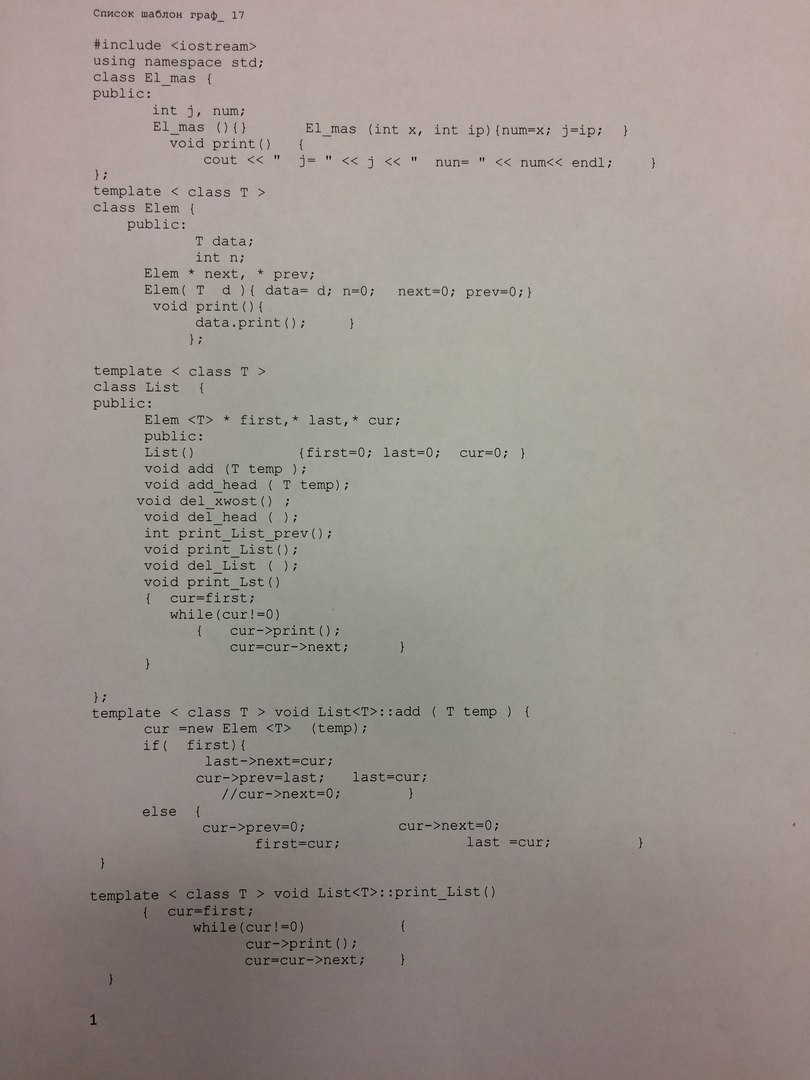 Список шаблон граф_ 17
#include <iostream>
using namespace std;
class El_mas {
public:
int j, num;
El_mas (){} El_mas (int x, int ip){num=x; j=ip; }
void print() {
cout << " j= " << j << " nun= " << num<< endl; }
};
template < class T >
class Elem {
public:
T data;
int n;
Elem * next, * prev;
Elem( T d ){ data= d; n=0; next=0; prev=0;}
void print(){
data.print(); }
};
template < class T >
class List {
public:
Elem <T> * first,* last,* cur;
public:
List() {first=0; last=0; cur=0; }
void add (T temp );
void add_head ( T temp);
void del_xwost() ;
void del_head ( );
int print_List_prev();
void print_List();
void del_List ( );
void print_Lst()
{ cur=first;
while(cur!=0)
{ cur->print();
cur=cur->next; }
}
};
template < class T > void List<T>::add ( T temp ) {
cur =new Elem <T> (temp);
if( first){
last->next=cur;
cur->prev=last; last=cur;
//cur->next=0; }
else {
cur->prev=0; cur->next=0;
first=cur; last =cur; }
}
template < class T > void List<T>::print_List()
{ cur=first;
while(cur!=0) {
cur->print();
cur=cur->next; }
}
1